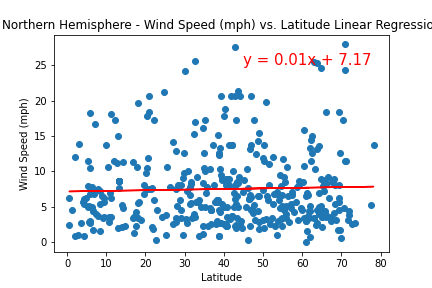 Northern Hemisphere - Wind Speed (mph) vs. Latitude Linear Regressio
y = 0.01x + 7.17
Wind Speed (mph)
25
20
15
10
5
0
0 10 20 30 40 50 60 70 80
Latitude